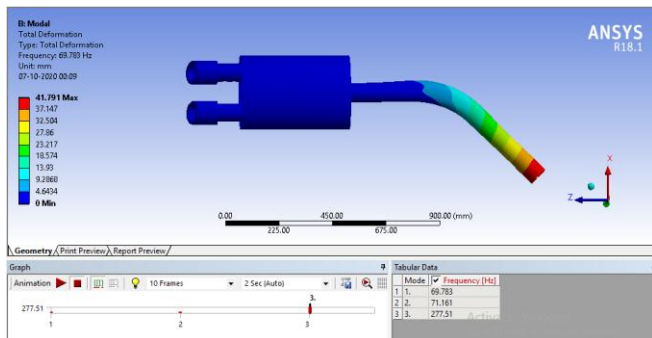 B: Modal
Total Deformation
Type: Total Deformation
Frequency: 69.783 Hz
Unit: mm
07-10-2020 00:09
ANSYS
R18.1
41.791 Max
37.147
32.504
27.86
23.217
18.574
13.93
9.2868
4.6434
0 Min
X
Z
0.00 450.00 900.00 (mm)
225.00 675.00
Geometry Print Preview Report Preview
Graph
Animation 10 Frames 2 Sec (Auto)
3.
277.51
1 2 3
Tabular Data
Mode Frequency [Hz]
1 1. 69.783
2 2. 71.161
3 3. 277.51